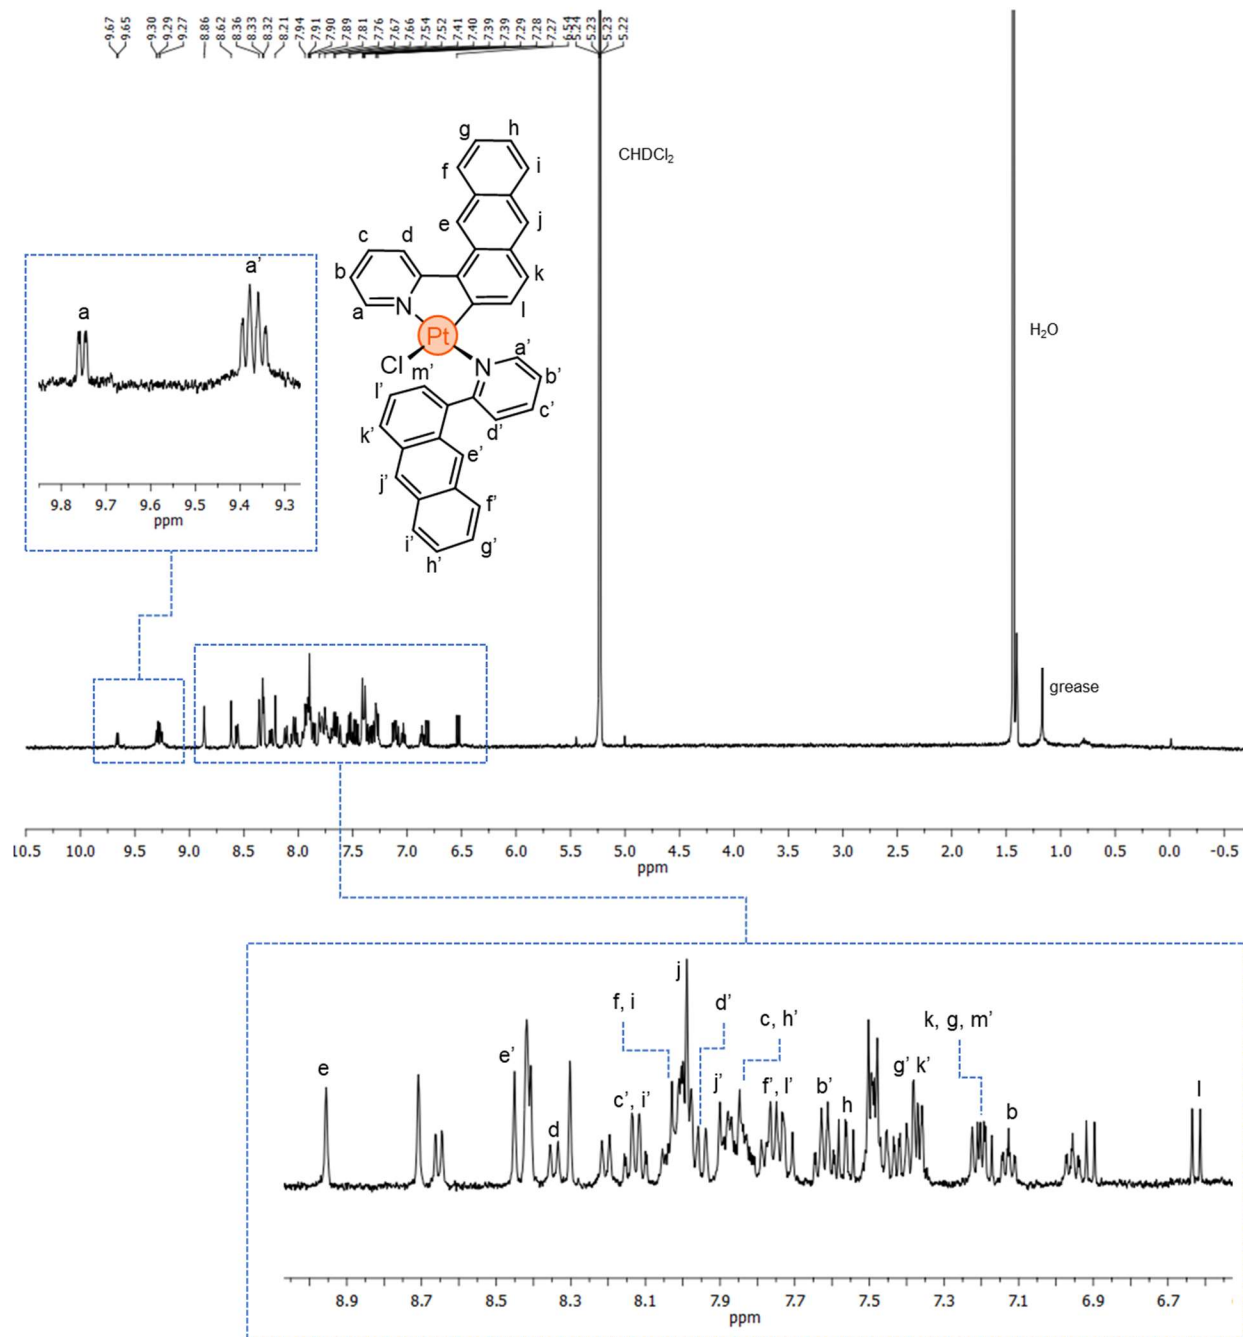 9.67 9.65 9.30 9.29 9.27 8.86 8.62 8.36 8.33 8.32 8.21 7.94 7.91 7.90 7.89 7.81 7.76 7.67 7.66 7.54 7.52 7.41 7.40 7.39 7.39 7.29 7.28 7.27 6.54 5.24 5.23 5.23 5.22
CHDCl₂
H₂O
grease
g h
f i
e j
c d
b k
a N l
Pt
Cl m' N a'
b'
l' c'
k' d'
e'
j' f'
i' g'
h'
a a'
9.8 9.7 9.6 9.5 9.4 9.3
ppm
10.5 10.0 9.5 9.0 8.5 8.0 7.5 7.0 6.5 6.0 5.5 5.0 4.5 4.0 3.5 3.0 2.5 2.0 1.5 1.0 0.5 0.0 -0.5
ppm
e e' d c', i' f, i j d' j' c, h' f', l' b' h g' k' k, g, m' b l
8.9 8.7 8.5 8.3 8.1 7.9 7.7 7.5 7.3 7.1 6.9 6.7
ppm